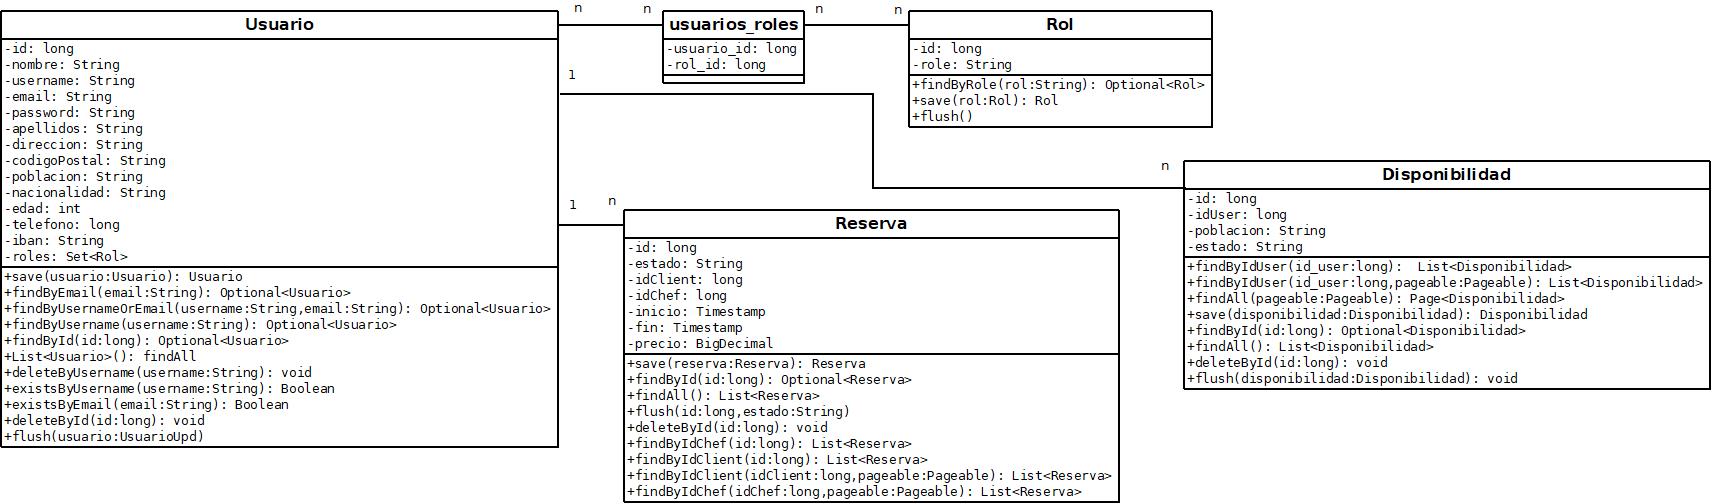 Usuario
-id: long
-nombre: String
-username: String
-email: String
-password: String
-apellidos: String
-direccion: String
-codigoPostal: String
-poblacion: String
-nacionalidad: String
-edad: int
-telefono: long
-iban: String
-roles: Set<Rol>
+save(usuario:Usuario): Usuario
+findByEmail(email:String): Optional<Usuario>
+findByUsernameOrEmail(username:String,email:String): Optional<Usuario>
+findByUsername(username:String): Optional<Usuario>
+findById(id:long): Optional<Usuario>
+List<Usuario>(): findAll
+deleteByUsername(username:String): void
+existsByUsername(username:String): Boolean
+existsByEmail(email:String): Boolean
+deleteById(id:long): void
+flush(usuario:UsuarioUpd)
n
n
usuarios_roles
-usuario_id: long
-rol_id: long
n
n
Rol
-id: long
-role: String
+findByRole(rol:String): Optional<Rol>
+save(rol:Rol): Rol
+flush()
1
n
Disponibilidad
-id: long
-idUser: long
-poblacion: String
-estado: String
+findByIdUser(id_user:long):  List<Disponibilidad>
+findByIdUser(id_user:long,pageable:Pageable): List<Disponibilidad>
+findAll(pageable:Pageable): Page<Disponibilidad>
+save(disponibilidad:Disponibilidad): Disponibilidad
+findById(id:long): Optional<Disponibilidad>
+findAll(): List<Disponibilidad>
+deleteById(id:long): void
+flush(disponibilidad:Disponibilidad): void
1
n
Reserva
-id: long
-estado: String
-idClient: long
-idChef: long
-inicio: Timestamp
-fin: Timestamp
-precio: BigDecimal
+save(reserva:Reserva): Reserva
+findById(id:long): Optional<Reserva>
+findAll(): List<Reserva>
+flush(id:long,estado:String)
+deleteById(id:long): void
+findByIdChef(id:long): List<Reserva>
+findByIdClient(id:long): List<Reserva>
+findByIdClient(idClient:long,pageable:Pageable): List<Reserva>
+findByIdChef(idChef:long,pageable:Pageable): List<Reserva>